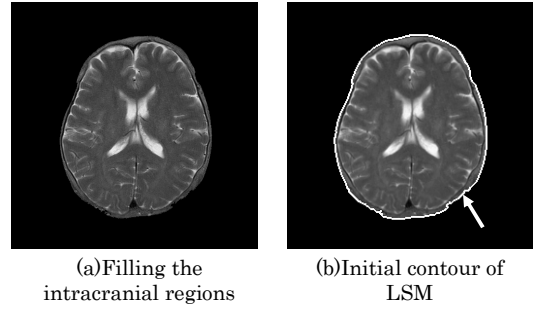 (a)Filling the
intracranial regions
(b)Initial contour of
LSM